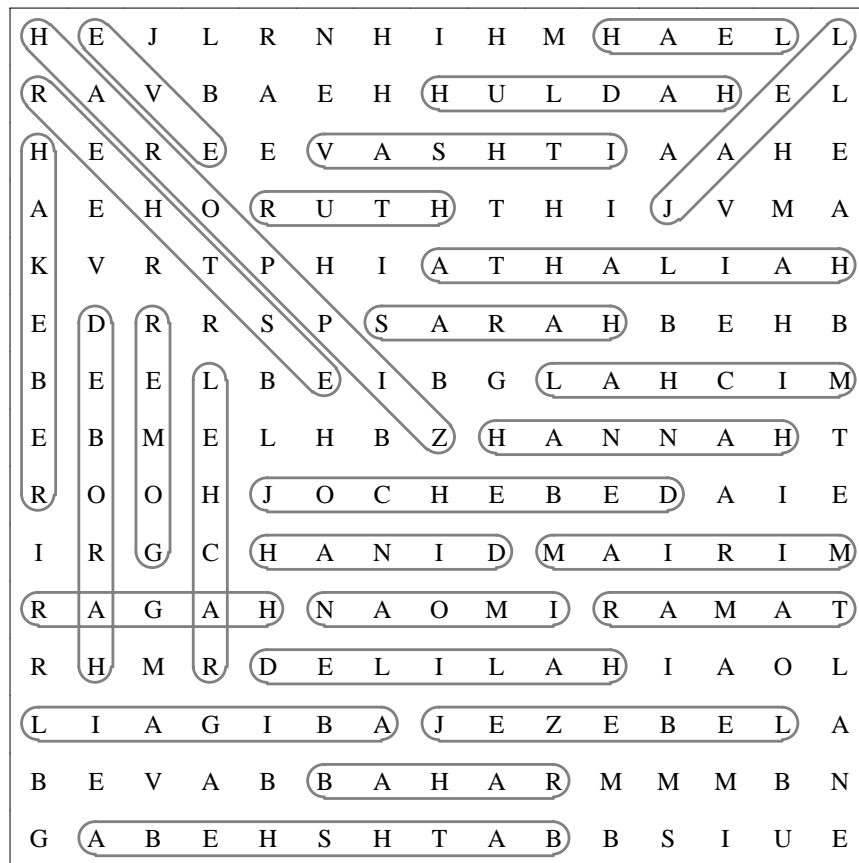 H E J L R N H I H M H A E L L
R A V B A E H H U L D A H E L
H E R E E V A S H T I A A H E
A E H O R U T H T H I J V M A
K V R T P H I A T H A L I A H
E D R R S P S A R A H B E H B
B E E L B E I B G L A H C I M
E B M E L H B Z H A N N A H T
R O O H J O C H E B E D A I E
I R G C H A N I D M A I R I M
R A G A H N A O M I R A M A T
R H M R D E L I L A H I A O L
L I A G I B A J E Z E B E L A
B E V A B B A H A R M M M B N
G A B E H S H T A B B S I U E